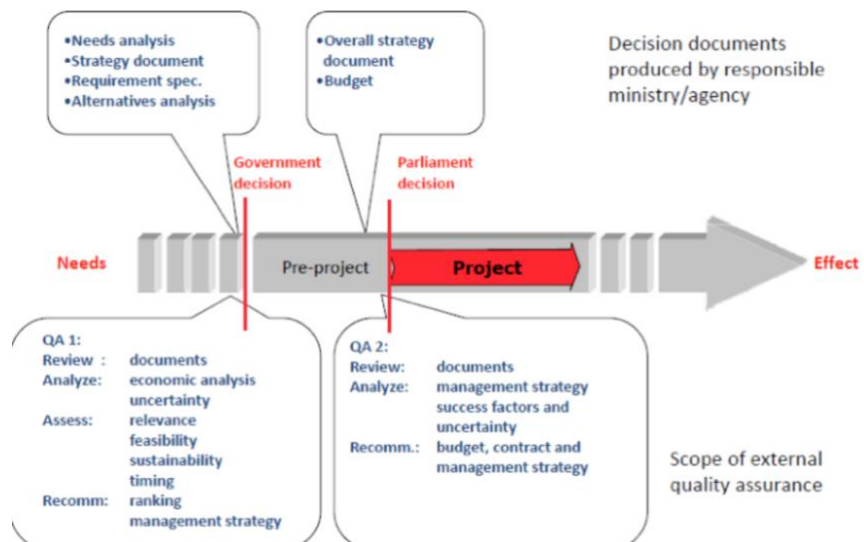 •Needs analysis
•Strategy document
•Requirement spec.
•Alternatives analysis
•Overall strategy
document
•Budget
Decision documents
produced by responsible
ministry/agency
Government
decision
Parliament
decision
Needs
Pre-project
Project
Effect
QA 1:
Review : documents
Analyze: economic analysis
uncertainty
Assess: relevance
feasibility
sustainability
timing
Recomm: ranking
management strategy
QA 2:
Review: documents
Analyze: management strategy
success factors and
uncertainty
Recomm.: budget, contract and
management strategy
Scope of external
quality assurance